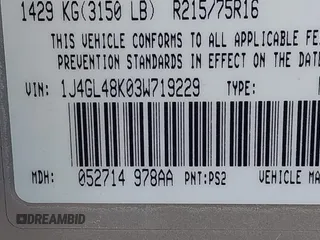 1429 KG(3150 LB) R215/75R16
THIS VEHICLE CONFORMS TO ALL APPLICABLE
PREVENTION STANDARDS IN EFFECT ON THE DAT
VIN: 1J4GL48K03W719229 TYPE:
MDH: 052714 978AA PNT:PS2 VEHICLE MA
DREAMBID